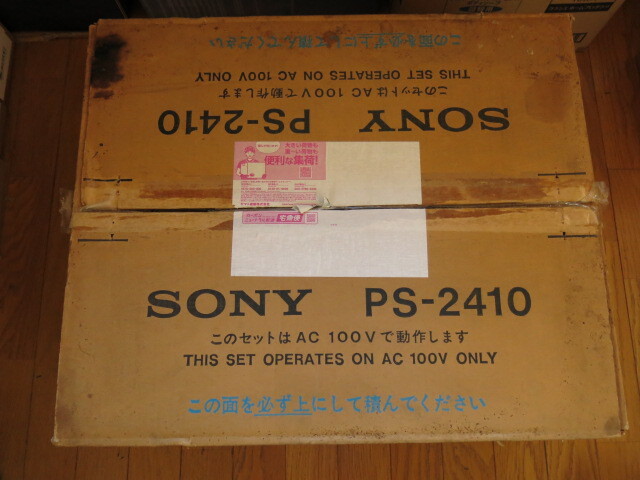 この面を必ず上にして積んでください
THIS SET OPERATES ON AC 100V ONLY
このセットは AC 100Vで動作します
SONY PS-2410
便利な集荷!
宅急便
SONY PS-2410
このセットは AC 100Vで動作します
THIS SET OPERATES ON AC 100V ONLY
この面を必ず上にして積んでください